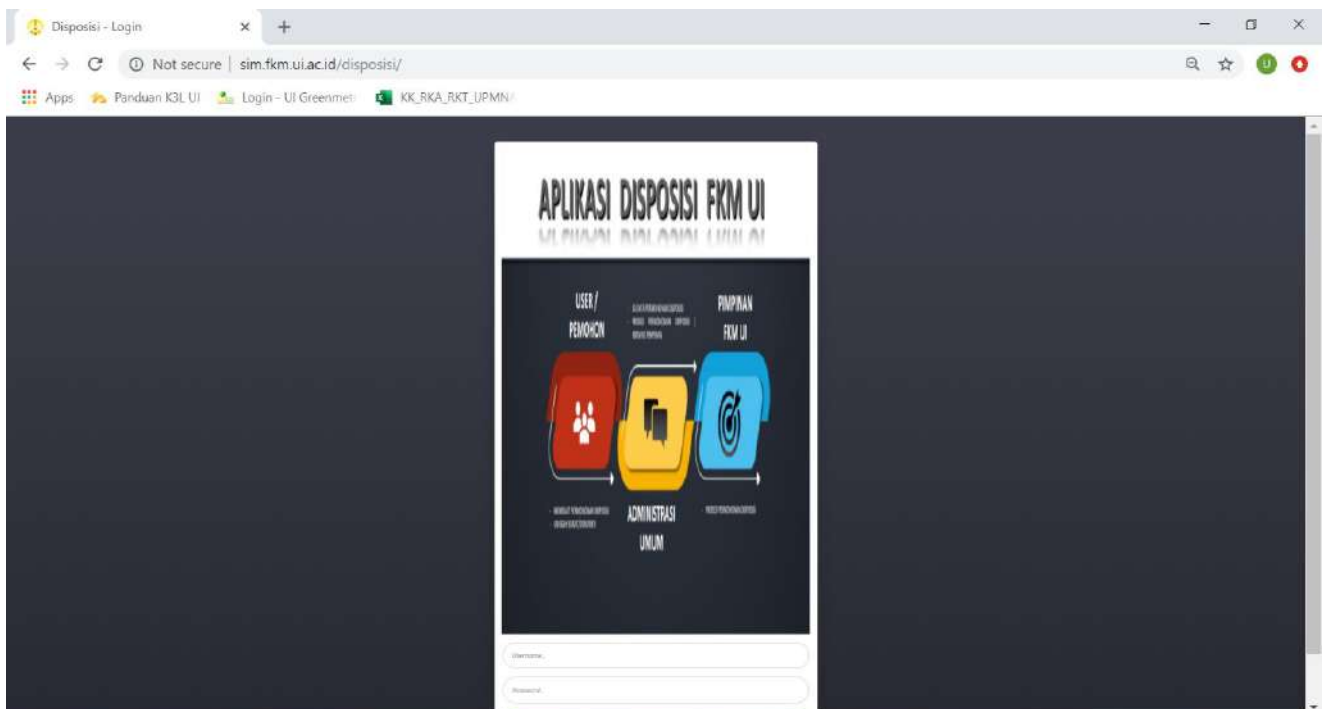 Disposisi - Login
Not secure | sim.fkm.ui.ac.id/disposisi/
Apps Panduan K3L UI Login - UI Greenmet KK_RKA_RKT_UPMN
APLIKASI DISPOSISI FKM UI
USER /
PEMOHON
PIMPINAN
FKM UI
ADMINISTRASI
UMUM
Username..
Password..